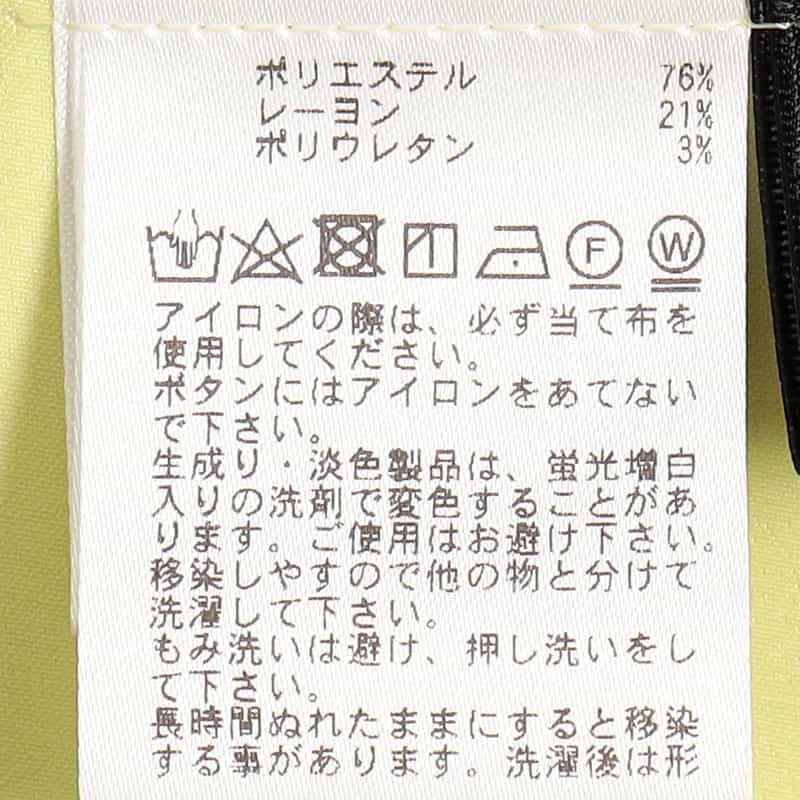 ポリエステル 76%
レーヨン 21%
ポリウレタン 3%
F W
アイロンの際は、必ず当て布を
使用してください。
ボタンにはアイロンをあてない
で下さい。
生成り・淡色製品は、蛍光増白
入りの洗剤で変色することがあ
ります。ご使用はお避け下さい。
移染しやすので他の物と分けて
洗濯して下さい。
もみ洗いは避け、押し洗いをし
て下さい。
長時間ぬれたままにすると移染
する事があります。洗濯後は形